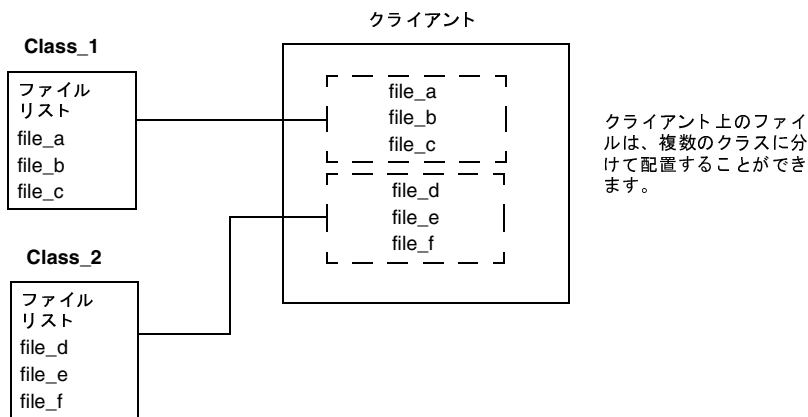 クライアント
Class_1
ファイル
リスト
file_a
file_b
file_c
file_a
file_b
file_c
file_d
file_e
file_f
クライアント上のファイ
ルは、複数のクラスに分
けて配置することができ
ます。
Class_2
ファイル
リスト
file_d
file_e
file_f